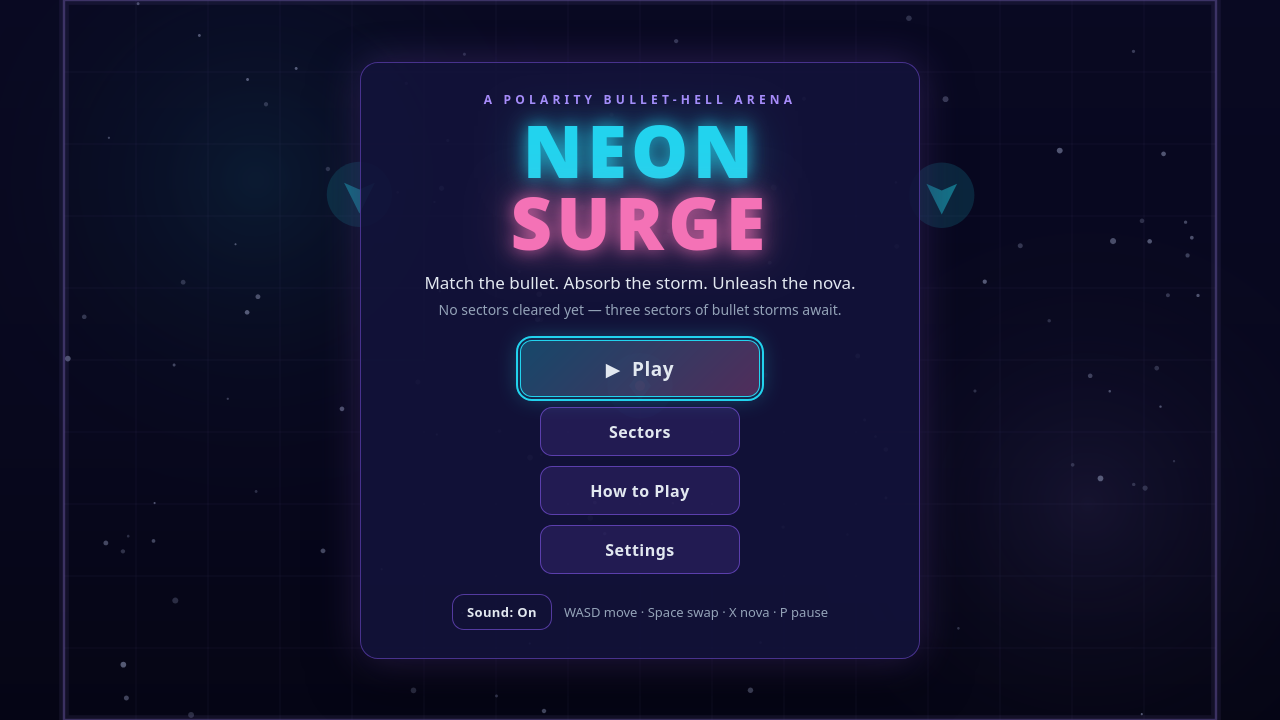 A POLARITY BULLET-HELL ARENA
NEON
SURGE
Match the bullet. Absorb the storm. Unleash the nova.
No sectors cleared yet — three sectors of bullet storms await.
▶ Play
Sectors
How to Play
Settings
Sound: On
WASD move · Space swap · X nova · P pause